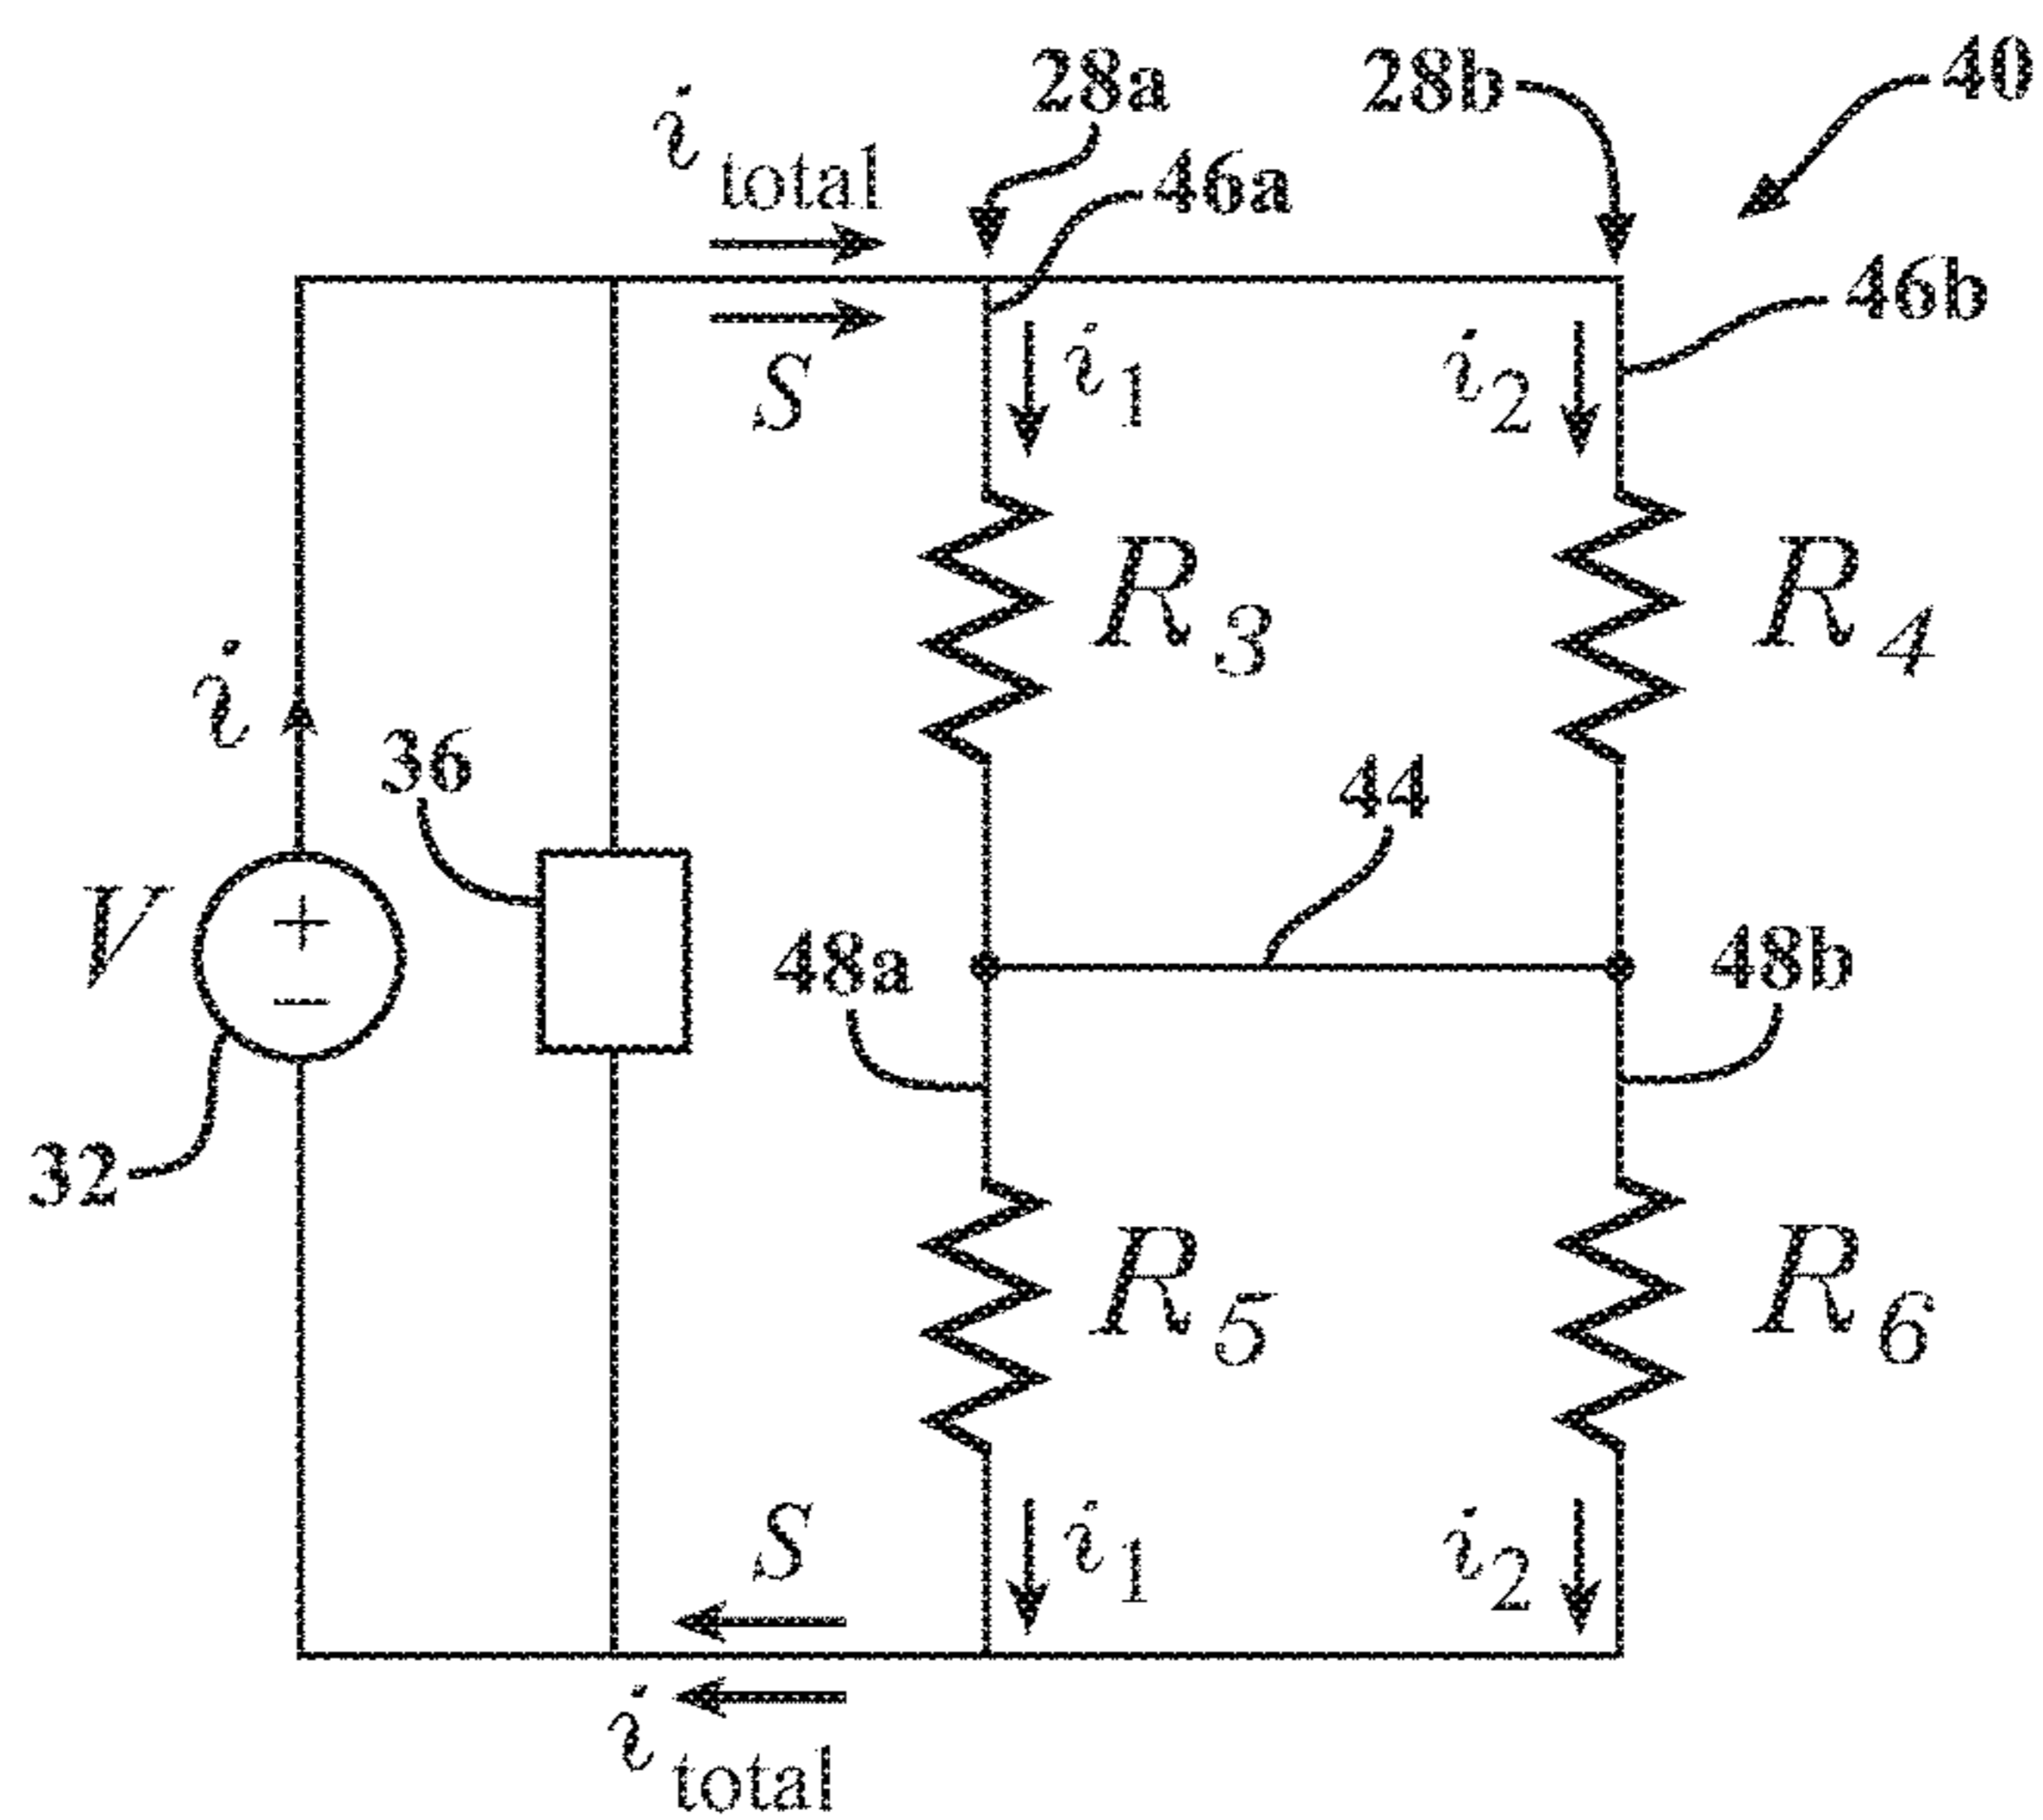 28a 28b 40
i total
46a
46b
S i1 i2
R3 R4
i
36
44
V + −
48a 48b
32
R5 R6
S i1 i2
i total